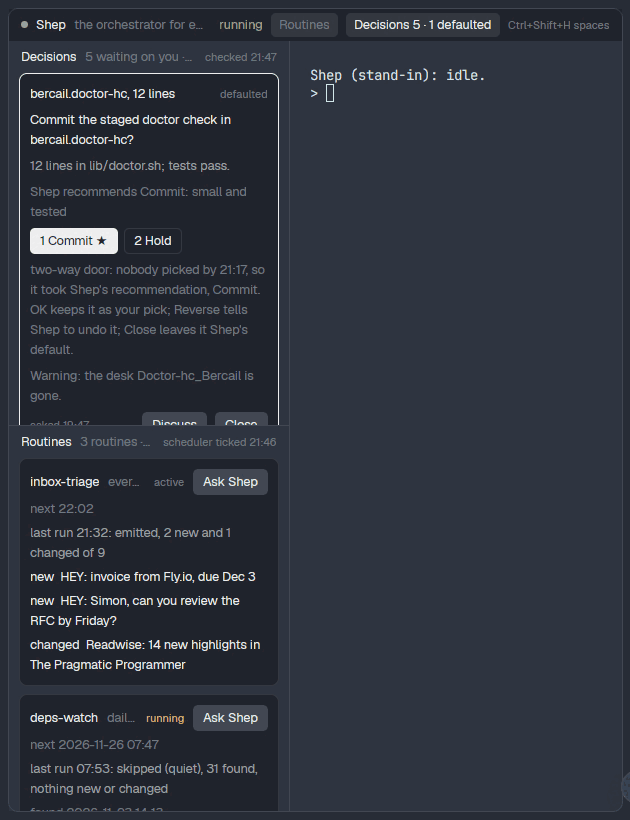 Shep the orchestrator for e... running Routines Decisions 5 · 1 defaulted Ctrl+Shift+H spaces
Decisions 5 waiting on you ·... checked 21:47
bercail.doctor-hc, 12 lines defaulted
Commit the staged doctor check in
bercail.doctor-hc?
12 lines in lib/doctor.sh; tests pass.
Shep recommends Commit: small and
tested
1 Commit ★ 2 Hold
two-way door: nobody picked by 21:17, so
it took Shep's recommendation, Commit.
OK keeps it as your pick; Reverse tells
Shep to undo it; Close leaves it Shep's
default.
Warning: the desk Doctor-hc_Bercail is
gone.
asked 19:47 Discuss Close
Routines 3 routines ·... scheduler ticked 21:46
inbox-triage ever... active Ask Shep
next 22:02
last run 21:32: emitted, 2 new and 1
changed of 9
new HEY: invoice from Fly.io, due Dec 3
new HEY: Simon, can you review the
RFC by Friday?
changed Readwise: 14 new highlights in
The Pragmatic Programmer
deps-watch dail... running Ask Shep
next 2026-11-26 07:47
last run 07:53: skipped (quiet), 31 found,
nothing new or changed
Shep (stand-in): idle.
>